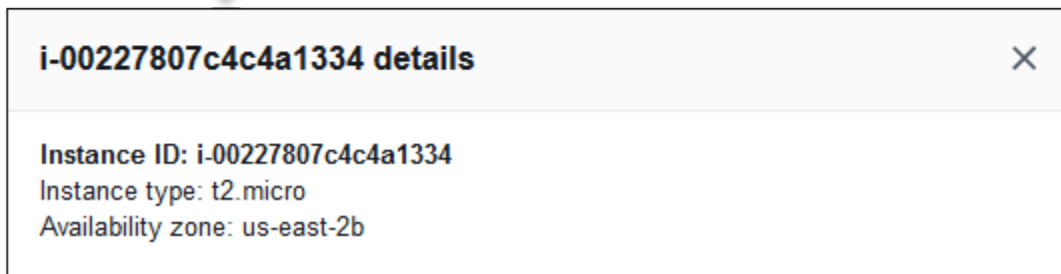 i-00227807c4c4a1334 details
Instance ID: i-00227807c4c4a1334
Instance type: t2.micro
Availability zone: us-east-2b